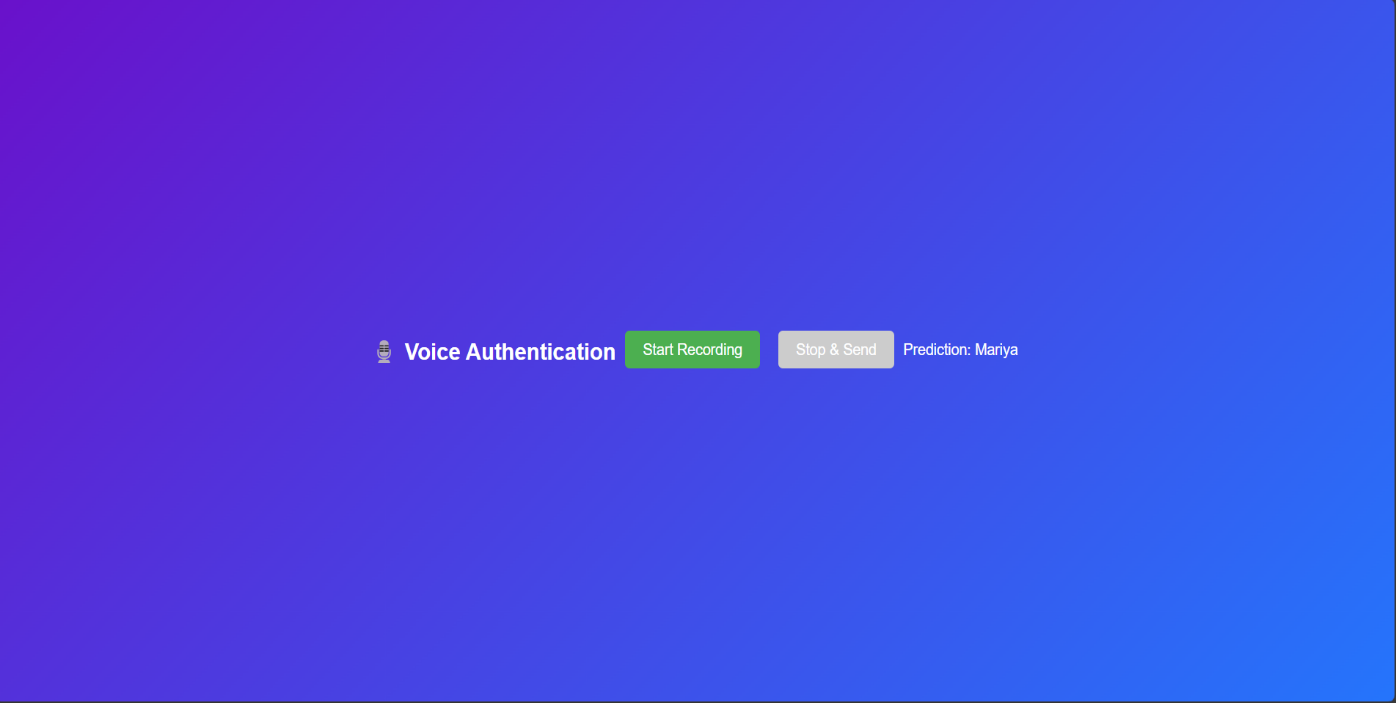 Voice Authentication Start Recording Stop & Send Prediction: Mariya